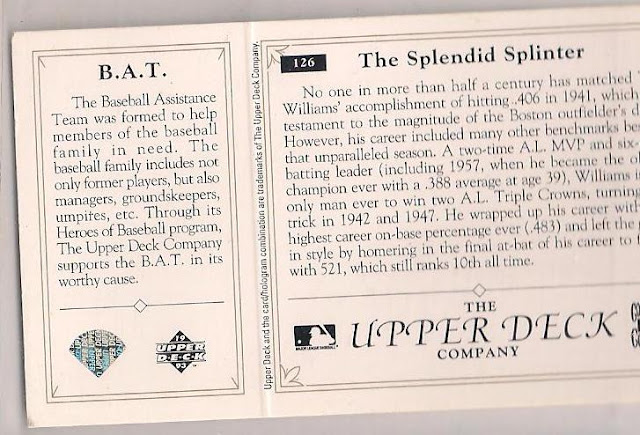 B.A.T.
The Baseball Assistance
Team was formed to help
members of the baseball
family in need. The
baseball family includes not
only former players, but also
managers, groundskeepers,
umpires, etc. Through its
Heroes of Baseball program,
The Upper Deck Company
supports the B.A.T. in its
worthy cause.
19
UPPER
DECK
93
Upper Deck and the card/hologram combination are trademarks of The Upper Deck Company.
126
The Splendid Splinter
No one in more than half a century has matched
Williams' accomplishment of hitting .406 in 1941, which
testament to the magnitude of the Boston outfielder's
However, his career included many other benchmarks
that unparalleled season. A two-time A.L. MVP and six-
batting leader (including 1957, when he became the
champion ever with a .388 average at age 39), Williams
only man ever to win two A.L. Triple Crowns, turnin
trick in 1942 and 1947. He wrapped up his career with
highest career on-base percentage ever (.483) and left the
in style by homering in the final at-bat of his career to
with 521, which still ranks 10th all time.
THE
UPPER DECK
COMPANY
MAJOR LEAGUE BASEBALL